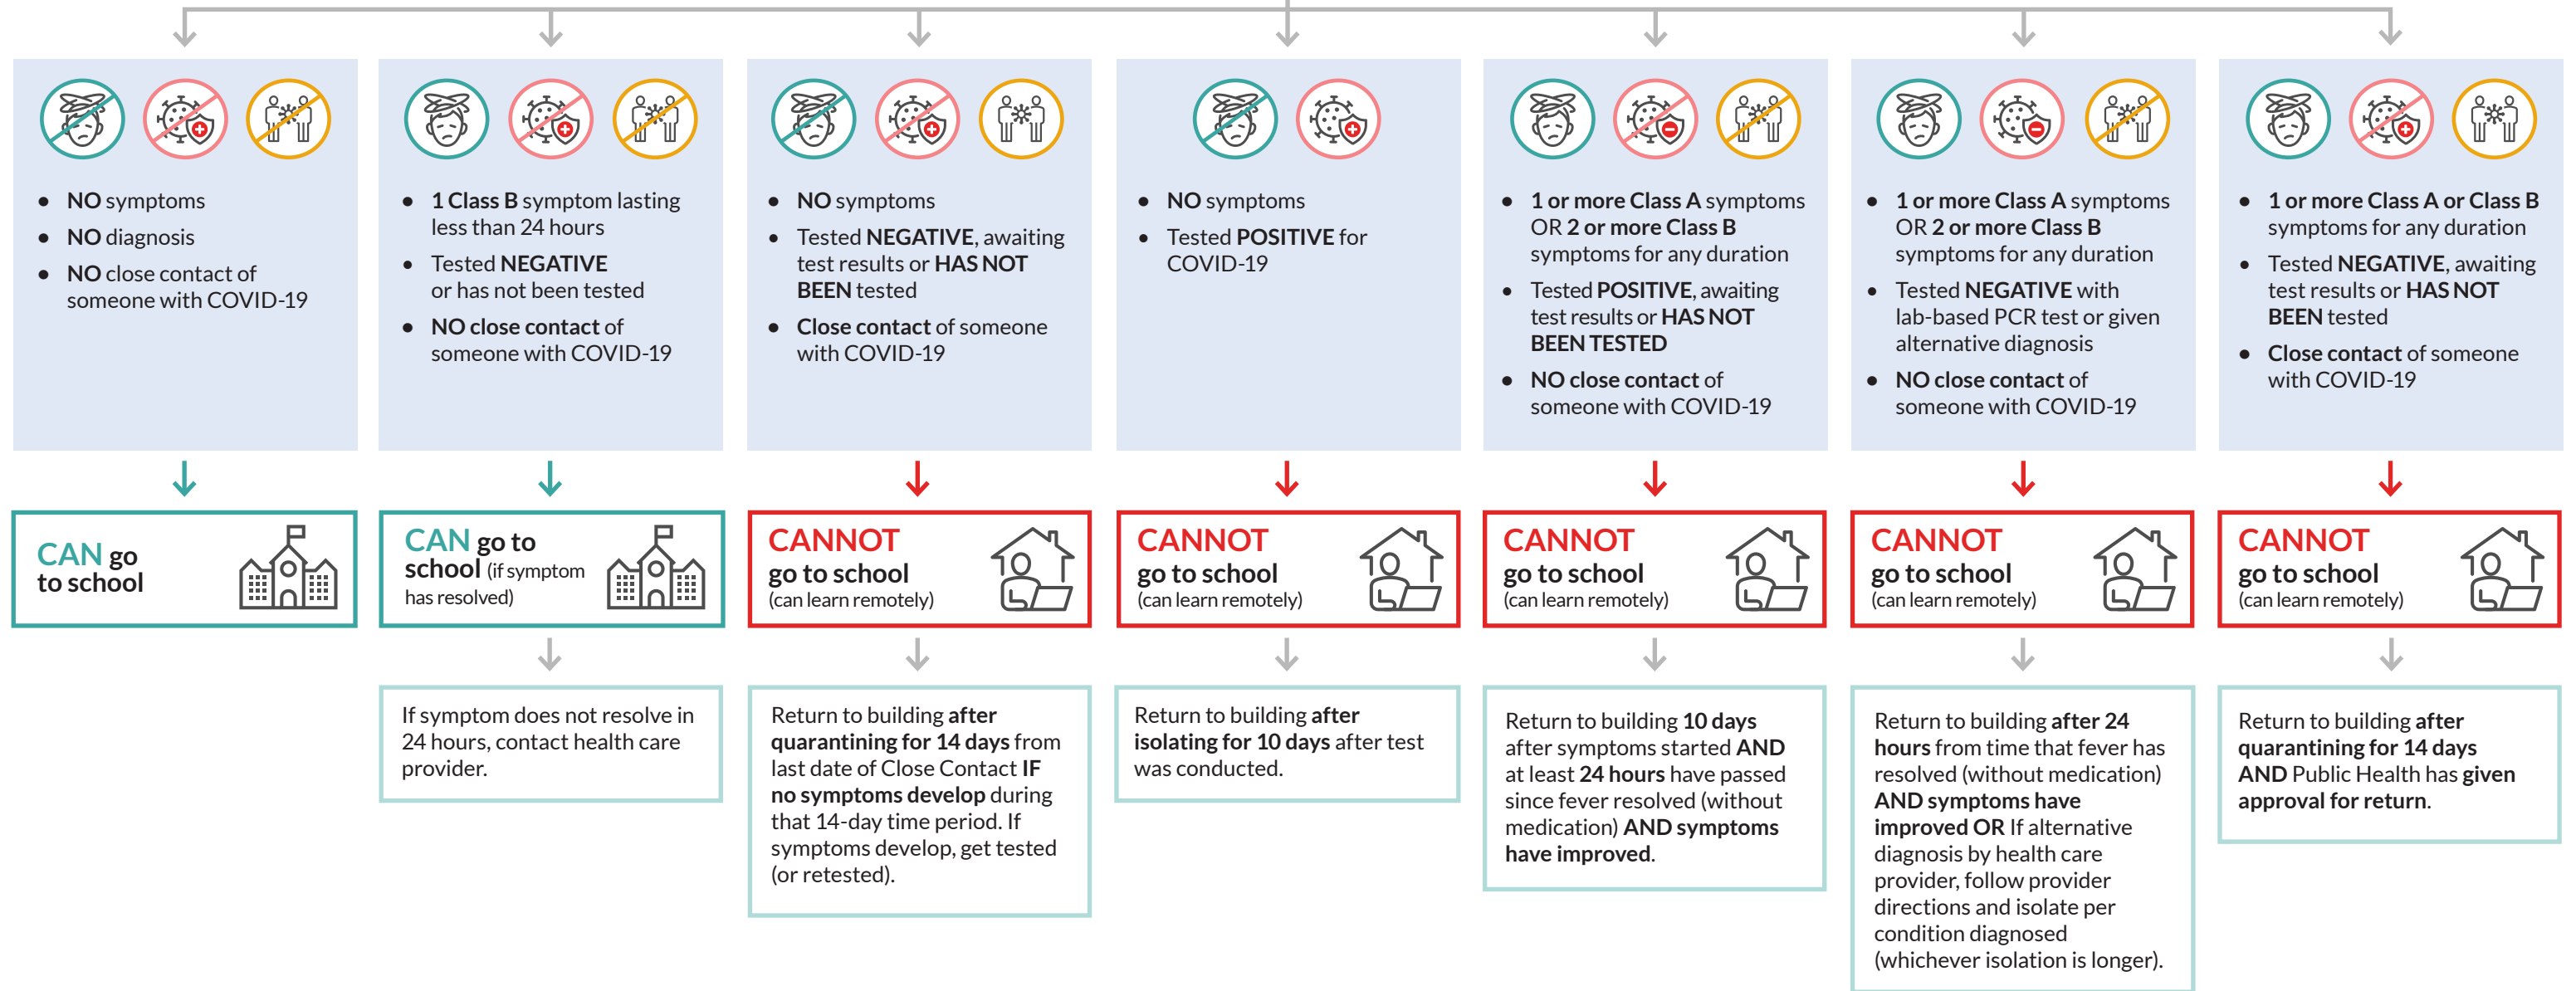 ● NO symptoms
● NO diagnosis
● NO close contact of
someone with COVID-19
● 1 Class B symptom lasting
less than 24 hours
● Tested NEGATIVE
or has not been tested
● NO close contact of
someone with COVID-19
● NO symptoms
● Tested NEGATIVE, awaiting
test results or HAS NOT
BEEN tested
● Close contact of someone
with COVID-19
● NO symptoms
● Tested POSITIVE for
COVID-19
● 1 or more Class A symptoms
OR 2 or more Class B
symptoms for any duration
● Tested POSITIVE, awaiting
test results or HAS NOT
BEEN TESTED
● NO close contact of
someone with COVID-19
● 1 or more Class A symptoms
OR 2 or more Class B
symptoms for any duration
● Tested NEGATIVE with
lab-based PCR test or given
alternative diagnosis
● NO close contact of
someone with COVID-19
● 1 or more Class A or Class B
symptoms for any duration
● Tested NEGATIVE, awaiting
test results or HAS NOT
BEEN tested
● Close contact of someone
with COVID-19
CAN go
to school
CAN go to
school (if symptom
has resolved)
CANNOT
go to school
(can learn remotely)
CANNOT
go to school
(can learn remotely)
CANNOT
go to school
(can learn remotely)
CANNOT
go to school
(can learn remotely)
CANNOT
go to school
(can learn remotely)
If symptom does not resolve in
24 hours, contact health care
provider.
Return to building after
quarantining for 14 days from
last date of Close Contact IF
no symptoms develop during
that 14-day time period. If
symptoms develop, get tested
(or retested).
Return to building after
isolating for 10 days after test
was conducted.
Return to building 10 days
after symptoms started AND
at least 24 hours have passed
since fever resolved (without
medication) AND symptoms
have improved.
Return to building after 24
hours from time that fever has
resolved (without medication)
AND symptoms have
improved OR If alternative
diagnosis by health care
provider, follow provider
directions and isolate per
condition diagnosed
(whichever isolation is longer).
Return to building after
quarantining for 14 days
AND Public Health has given
approval for return.